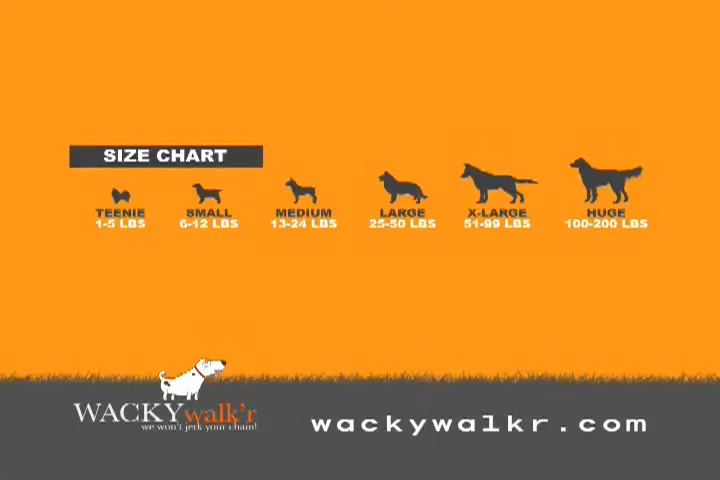 SIZE CHART
TEENIE SMALL MEDIUM LARGE X-LARGE HUGE
1-5 LBS 6-12 LBS 13-24 LBS 25-50 LBS 51-99 LBS 100-200 LBS
WACKYwalk'r
we won't jerk your chain!
wackywalkr.com